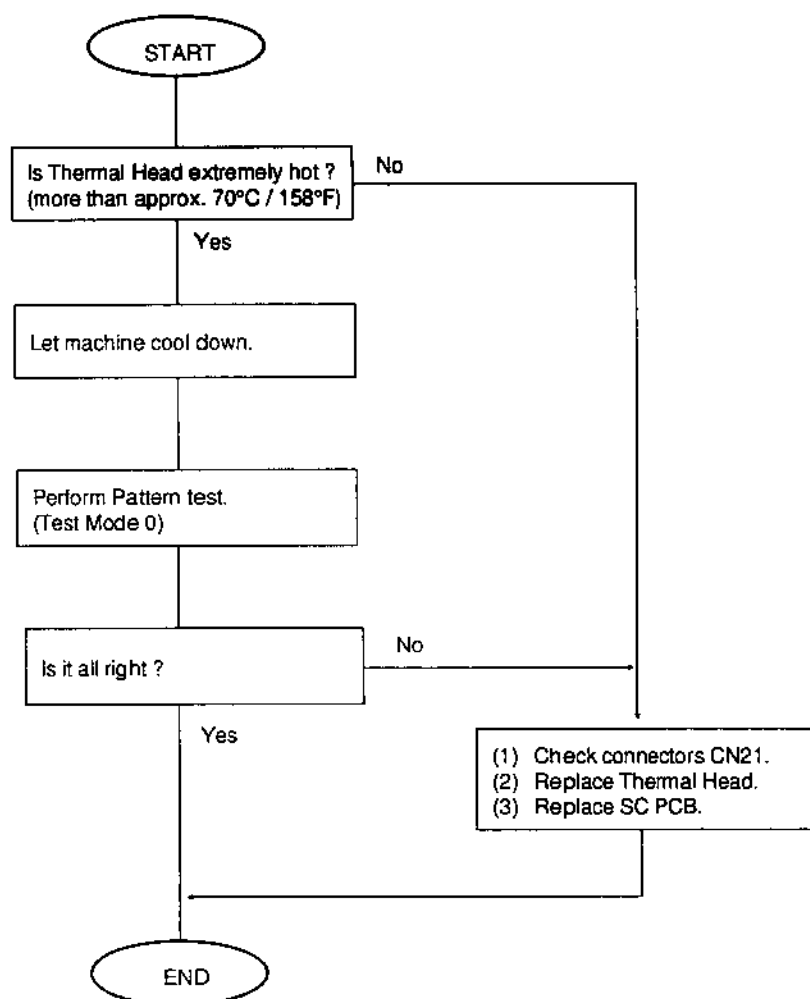 START
Is Thermal Head extremely hot ?
(more than approx. 70°C / 158°F)
No
Yes
Let machine cool down.
Perform Pattern test.
(Test Mode 0)
Is it all right ?
No
Yes
(1) Check connectors CN21.
(2) Replace Thermal Head.
(3) Replace SC PCB.
END